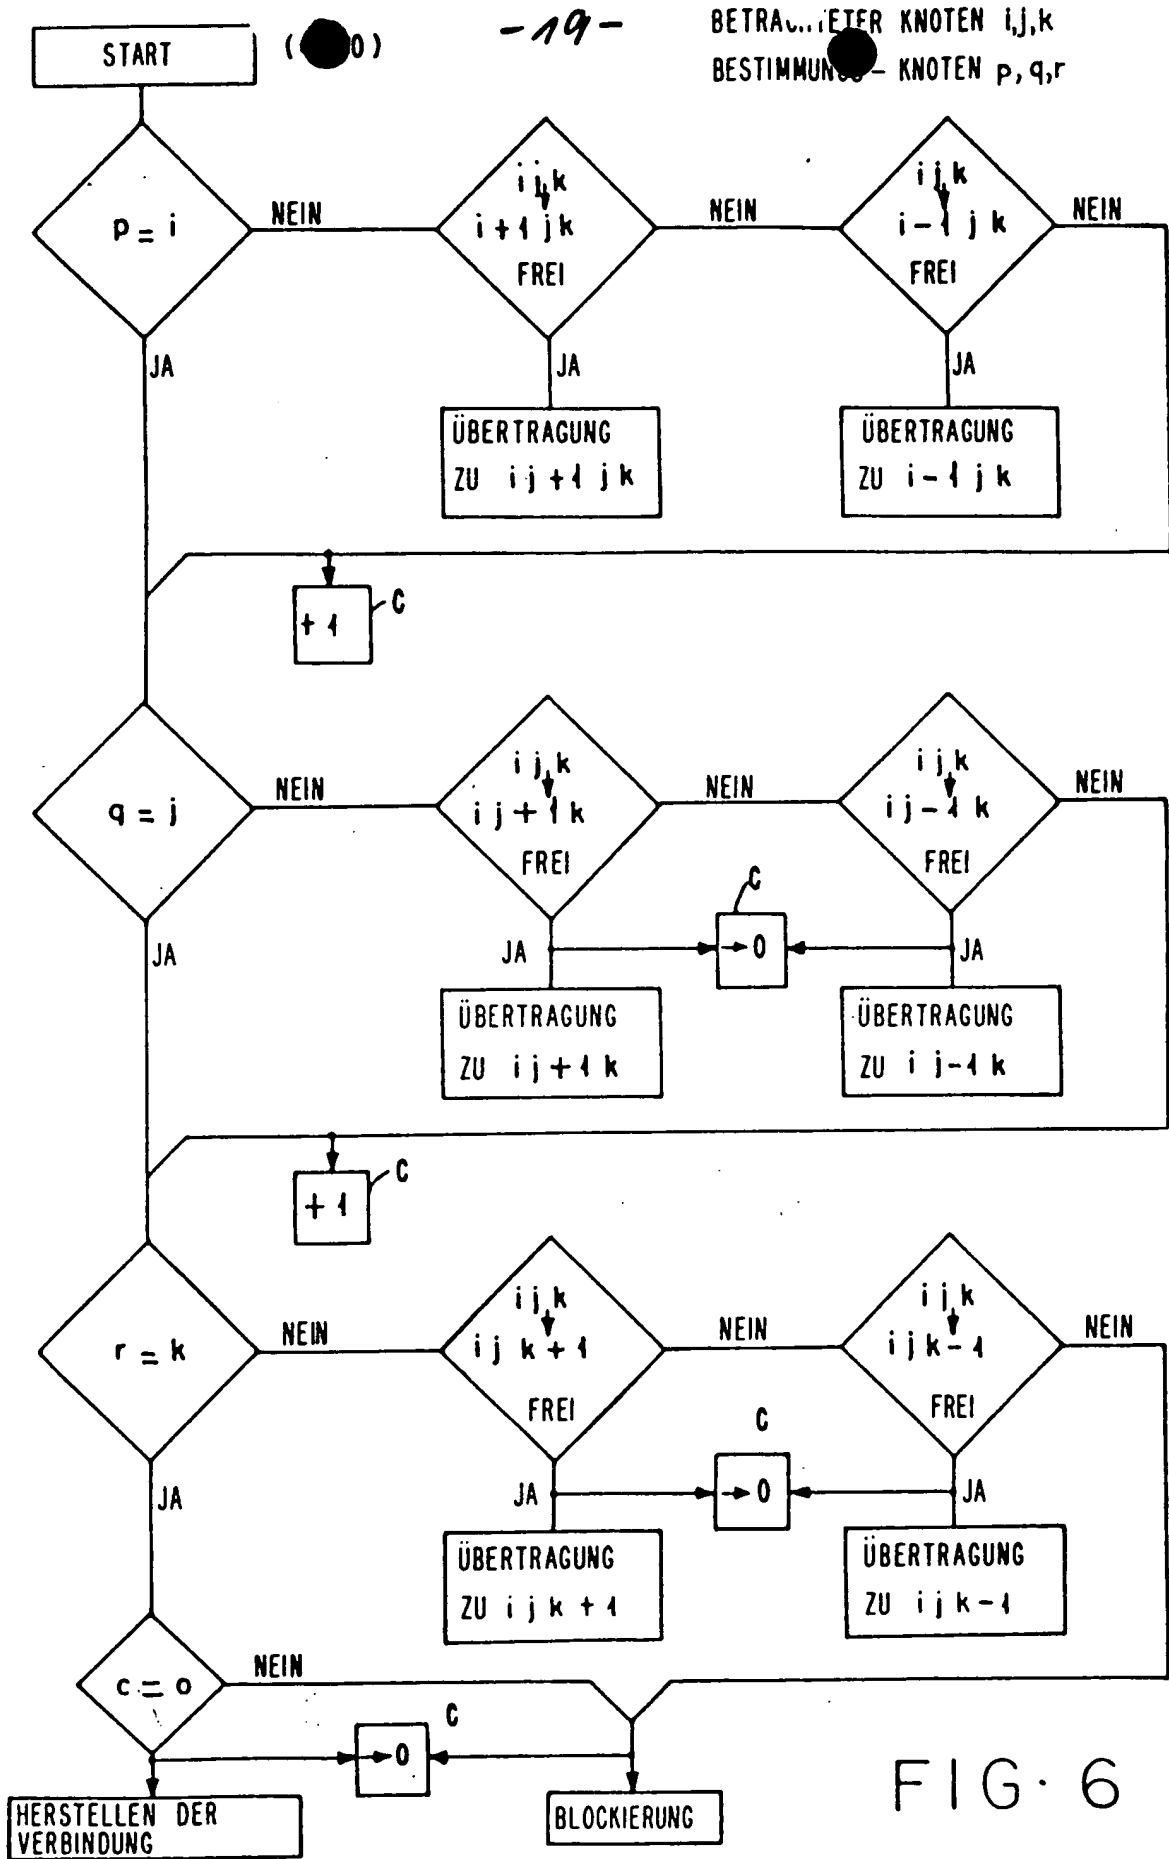 START
-19-
KNOTEN i,j,k
KNOTEN p,q,r
p = i
NEIN
i j k
i+1 j k
FREI
NEIN
i j k
i-1 j k
FREI
NEIN
JA
JA
JA
ÜBERTRAGUNG
ZU i j+1 j k
ÜBERTRAGUNG
ZU i-1 j k
+1
C
q = j
NEIN
i j k
i j+1 k
FREI
NEIN
i j k
i j-1 k
FREI
NEIN
JA
JA
C
0
JA
ÜBERTRAGUNG
ZU i j+1 k
ÜBERTRAGUNG
ZU i j-1 k
+1
C
r = k
NEIN
i j k
i j k+1
FREI
NEIN
i j k
i j k-1
FREI
NEIN
JA
JA
C
0
JA
ÜBERTRAGUNG
ZU i j k+1
ÜBERTRAGUNG
ZU i j k-1
c = 0
NEIN
C
0
HERSTELLEN DER
VERBINDUNG
BLOCKIERUNG
FIG. 6